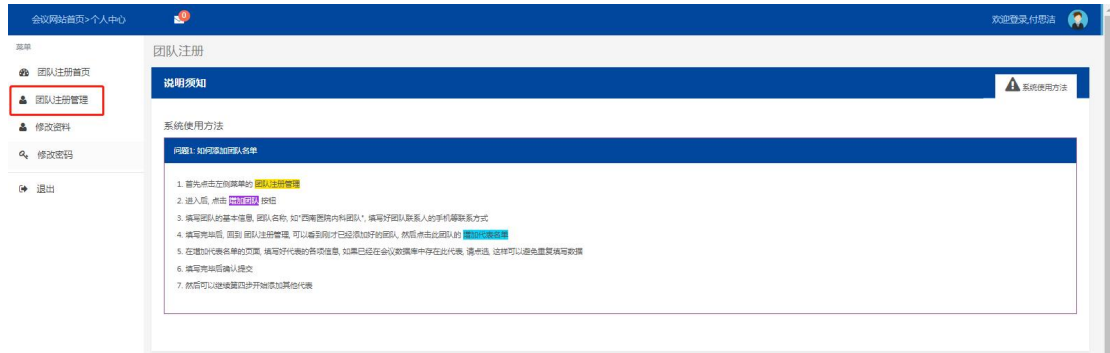 会议网站首页>个人中心
0
欢迎登录,付思洁
菜单
团队注册首页
团队注册管理
修改资料
修改密码
退出
团队注册
说明须知
系统使用方法
系统使用方法
问题1: 如何添加团队名单
1. 首先点击左侧菜单的 团队注册管理
2. 进入后, 点击 增加团队 按钮
3. 填写团队的基本信息, 团队名称, 如"西南医院内科团队", 填写好团队联系人的手机等联系方式
4. 填写完毕后, 回到 团队注册管理, 可以看到刚才已经添加好的团队, 然后点击此团队的 增加代表名单
5. 在增加代表名单的页面, 填写好代表的各项信息, 如果已经在会议数据库中存在此代表, 请点选, 这样可以避免重复填写数据
6. 填写完毕后确认提交
7. 然后可以继续第四步开始添加其他代表